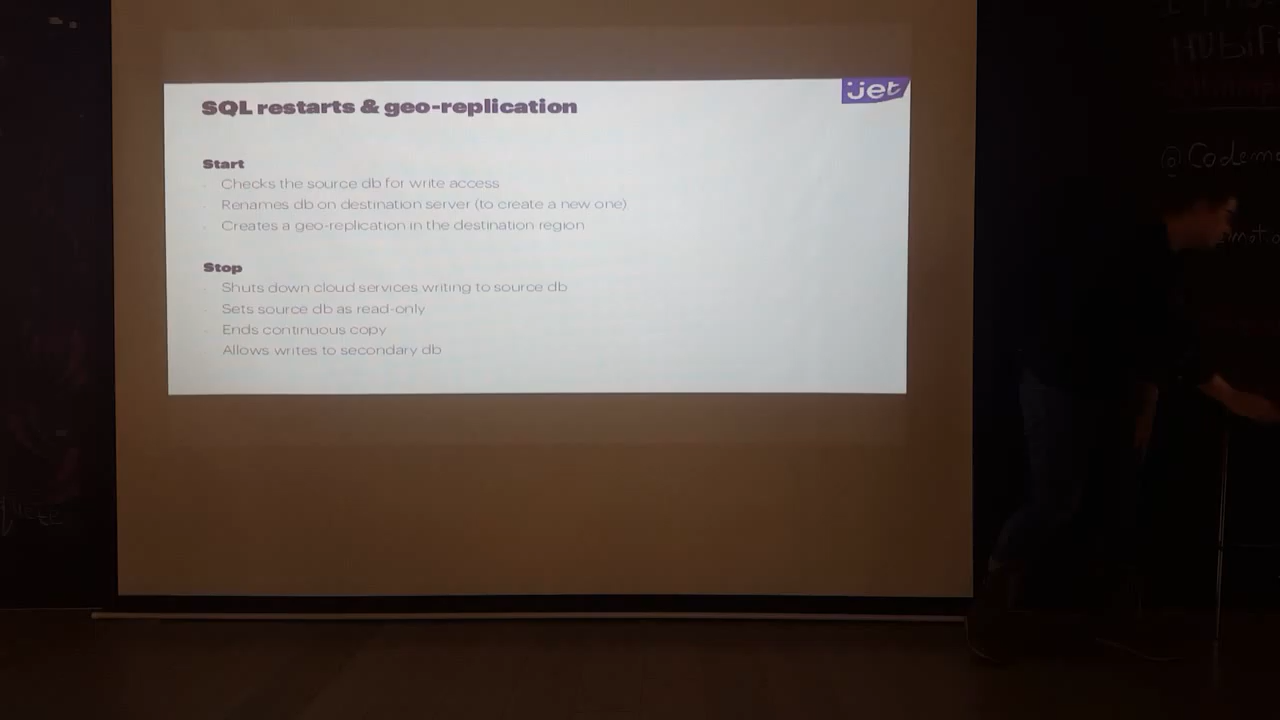 SQL restarts & geo-replication
jet
Start
Checks the source db for write access
Renames db on destination server (to create a new one)
Creates a geo-replication in the destination region
Stop
Shuts down cloud services writing to source db
Sets source db as read-only
Ends continuous copy
Allows writes to secondary db